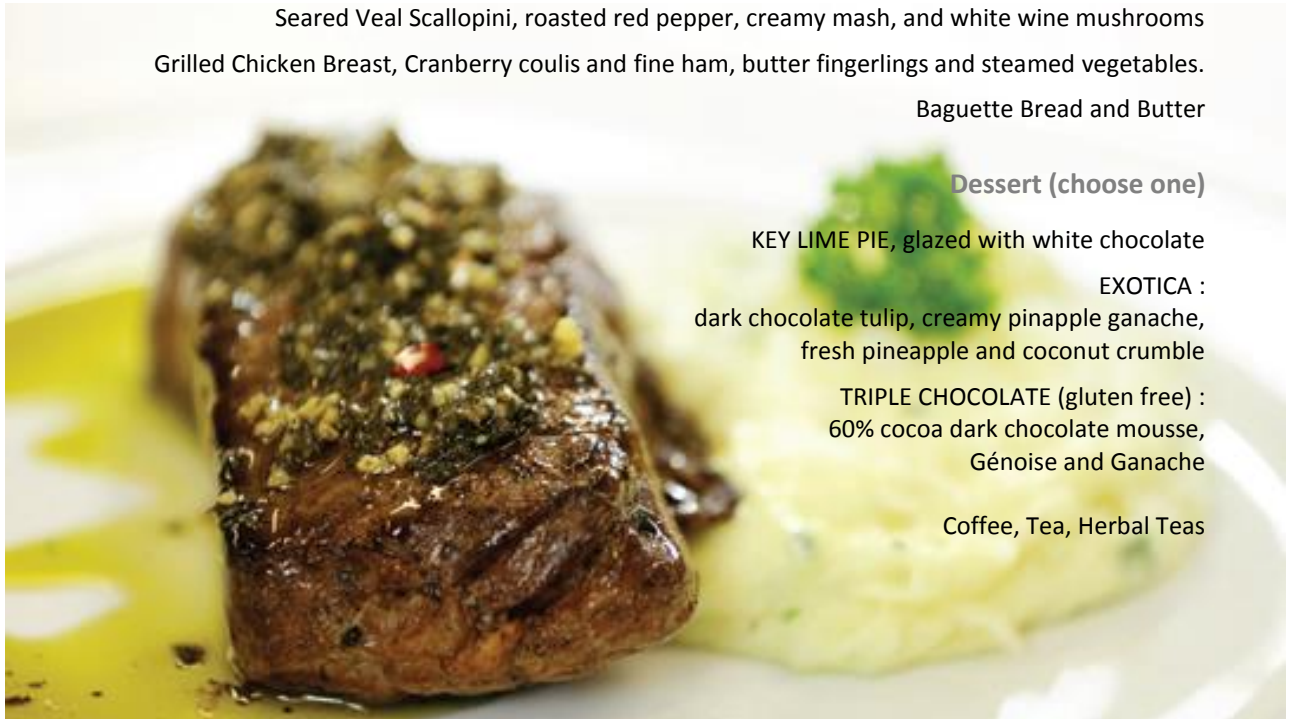 Seared Veal Scallopini, roasted red pepper, creamy mash, and white wine mushrooms
Grilled Chicken Breast, Cranberry coulis and fine ham, butter fingerlings and steamed vegetables.
Baguette Bread and Butter
Dessert (choose one)
KEY LIME PIE, glazed with white chocolate
EXOTICA :
dark chocolate tulip, creamy pinapple ganache,
fresh pineapple and coconut crumble
TRIPLE CHOCOLATE (gluten free) :
60% cocoa dark chocolate mousse,
Génoise and Ganache
Coffee, Tea, Herbal Teas